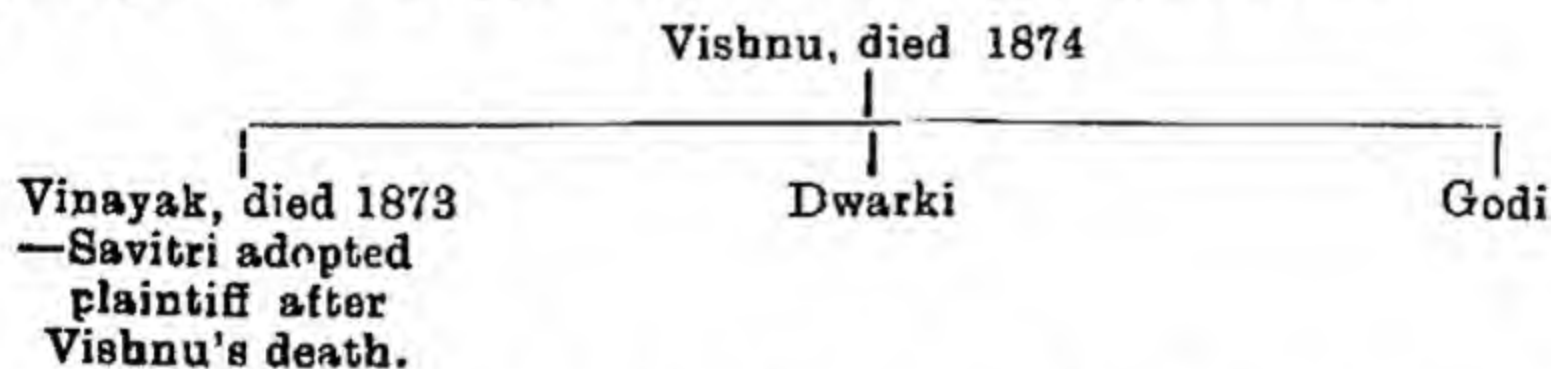 Vishnu, died 1874
Vinayak, died 1873 Dwarki Godi
—Savitri adopted
plaintiff after
Vishnu's death.